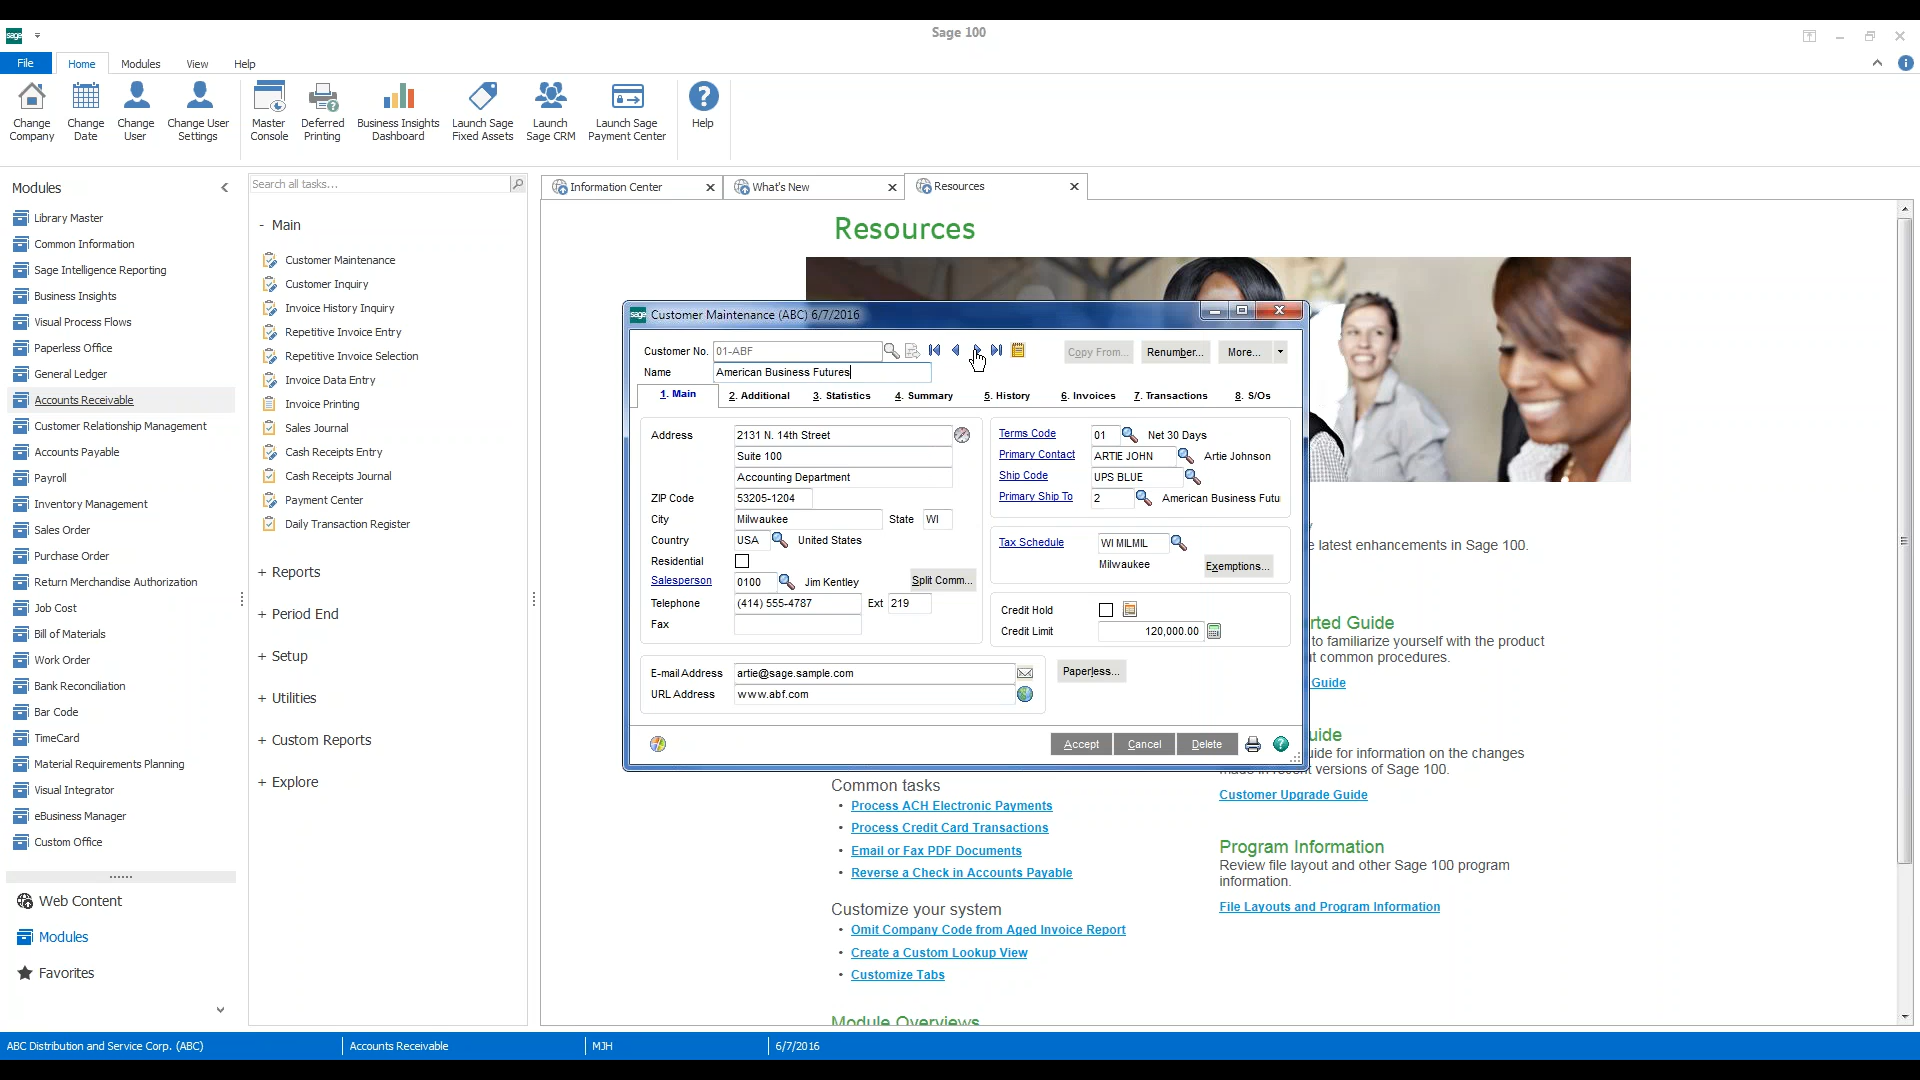 sage
Sage 100
File Home Modules View Help
Change Company
Change Date
Change User
Change User Settings
Master Console
Deferred Printing
Business Insights Dashboard
Launch Sage Fixed Assets
Launch Sage CRM
Launch Sage Payment Center
Help
Modules
Library Master
Common Information
Sage Intelligence Reporting
Business Insights
Visual Process Flows
Paperless Office
General Ledger
Accounts Receivable
Customer Relationship Management
Accounts Payable
Payroll
Inventory Management
Sales Order
Purchase Order
Return Merchandise Authorization
Job Cost
Bill of Materials
Work Order
Bank Reconciliation
Bar Code
TimeCard
Material Requirements Planning
Visual Integrator
eBusiness Manager
Custom Office
Web Content
Modules
Favorites
Search all tasks...
- Main
Customer Maintenance
Customer Inquiry
Invoice History Inquiry
Repetitive Invoice Entry
Repetitive Invoice Selection
Invoice Data Entry
Invoice Printing
Sales Journal
Cash Receipts Entry
Cash Receipts Journal
Payment Center
Daily Transaction Register
+ Reports
+ Period End
+ Setup
+ Utilities
+ Custom Reports
+ Explore
Information Center What's New Resources
Resources
sage Customer Maintenance (ABC) 6/7/2016
Customer No. 01-ABF Copy From... Renumber... More...
Name American Business Futures
1. Main 2. Additional 3. Statistics 4. Summary 5. History 6. Invoices 7. Transactions 8. S/Os
Address 2131 N. 14th Street
Suite 100
Accounting Department
ZIP Code 53205-1204
City Milwaukee State WI
Country USA United States
Residential
Salesperson 0100 Jim Kentley Split Comm...
Telephone (414) 555-4787 Ext 219
Fax
Terms Code 01 Net 30 Days
Primary Contact ARTIE JOHN Artie Johnson
Ship Code UPS BLUE
Primary Ship To 2 American Business Futu
Tax Schedule WI MILMIL
Milwaukee Exemptions...
Credit Hold
Credit Limit 120,000.00
E-mail Address artie@sage.sample.com Paperless...
URL Address www.abf.com
Accept Cancel Delete
e latest enhancements in Sage 100.
rted Guide
to familiarize yourself with the product
t common procedures.
Guide
uide
uide for information on the changes
made in recent versions of Sage 100.
Customer Upgrade Guide
Program Information
Review file layout and other Sage 100 program
information.
File Layouts and Program Information
Common tasks
• Process ACH Electronic Payments
• Process Credit Card Transactions
• Email or Fax PDF Documents
• Reverse a Check in Accounts Payable
Customize your system
• Omit Company Code from Aged Invoice Report
• Create a Custom Lookup View
• Customize Tabs
Module Overviews
ABC Distribution and Service Corp. (ABC) Accounts Receivable MJH 6/7/2016